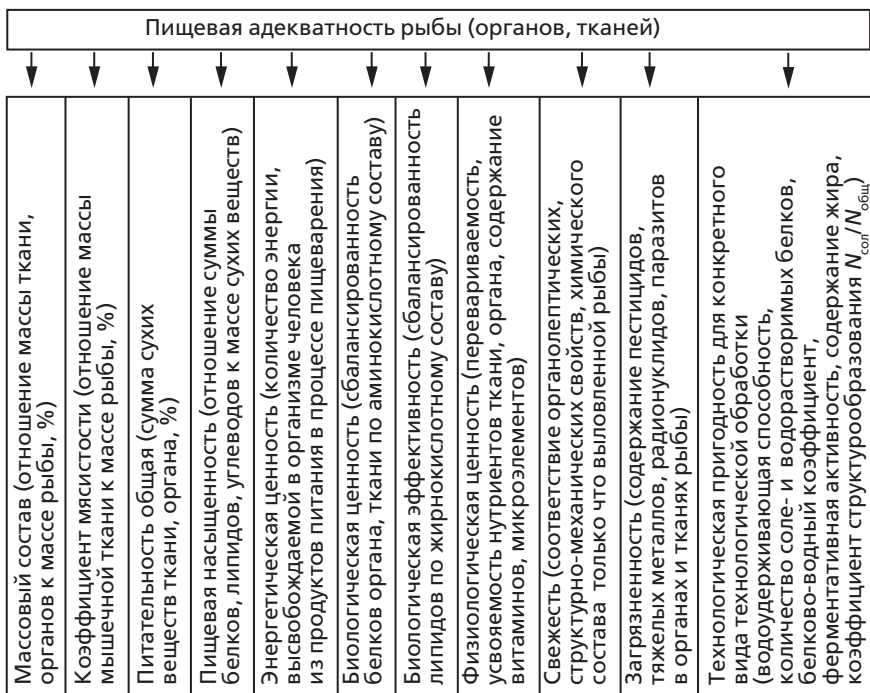 Пищевая адекватность рыбы (органов, тканей)
Массовый состав (отношение массы ткани,
органов к массе рыбы, %)
Коэффициент мясистости (отношение массы
мышечной ткани к массе рыбы, %)
Питательность общая (сумма сухих
веществ ткани, органа, %)
Пищевая насыщенность (отношение суммы
белков, липидов, углеводов к массе сухих веществ)
Энергетическая ценность (количество энергии,
высвобождаемой в организме человека
из продуктов питания в процессе пищеварения)
Биологическая ценность (сбалансированность
белков органа, ткани по аминокислотному составу)
Биологическая эффективность (сбалансированность
липидов по жирнокислотному составу)
Физиологическая ценность (перевариваемость,
усвояемость нутриентов ткани, органа, содержание
витаминов, микроэлементов)
Свежесть (соответствие органолептических,
структурно-механических свойств, химического
состава только что выловленной рыбы)
Загрязненность (содержание пестицидов,
тяжелых металлов, радионуклидов, паразитов
в органах и тканях рыбы)
Технологическая пригодность для конкретного
вида технологической обработки
(водоудерживающая способность,
количество соле- и водорастворимых белков,
белково-водный коэффициент,
ферментативная активность, содержание жира,
коэффициент структурообразования Nсол/Nобщ)